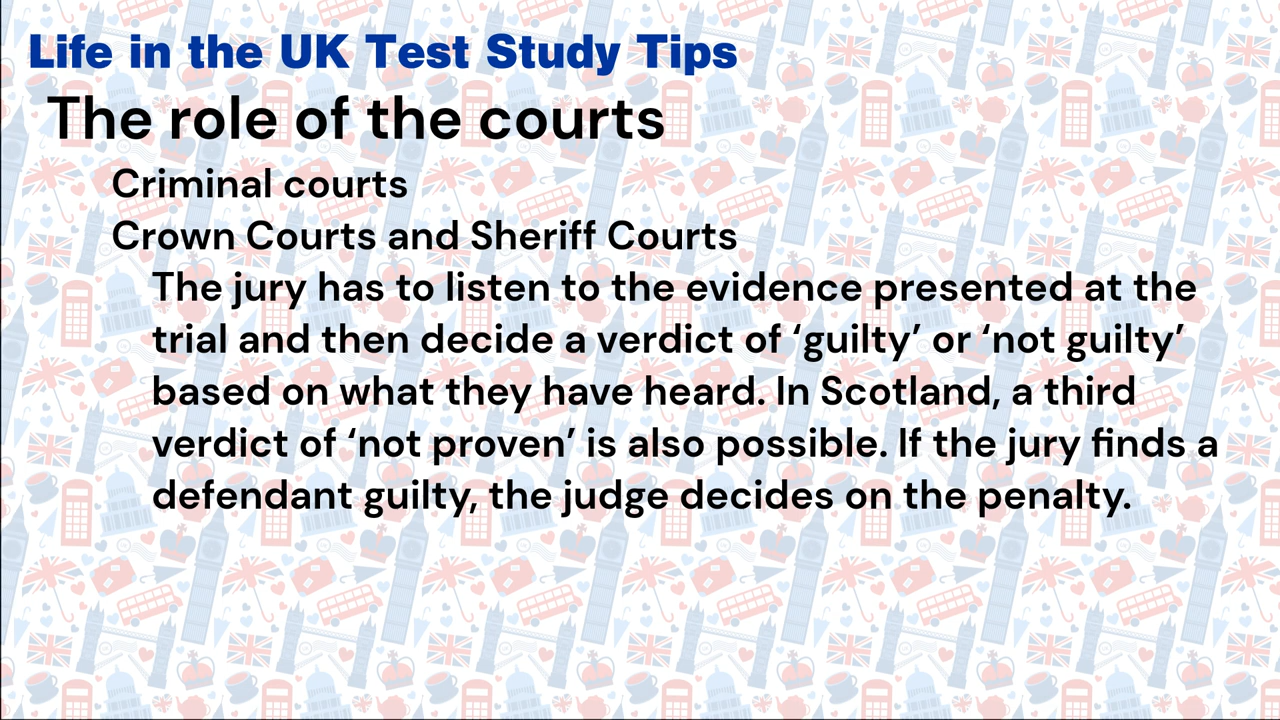 Life in the UK Test Study Tips
The role of the courts
Criminal courts
Crown Courts and Sheriff Courts
The jury has to listen to the evidence presented at the
trial and then decide a verdict of ‘guilty’ or ‘not guilty’
based on what they have heard. In Scotland, a third
verdict of ‘not proven’ is also possible. If the jury finds a
defendant guilty, the judge decides on the penalty.